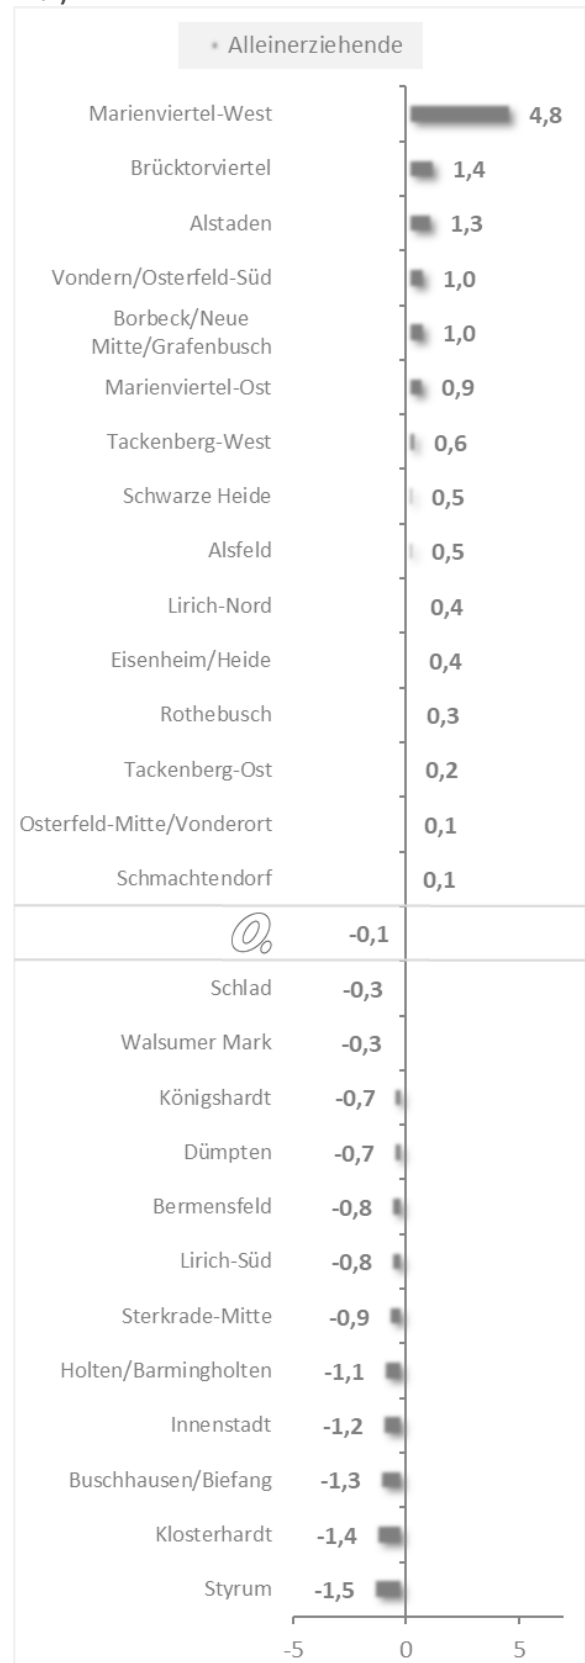 Alleinerziehende
Marienviertel-West 4,8
Brücktorviertel 1,4
Alstaden 1,3
Vondern/Osterfeld-Süd 1,0
Borbeck/Neue
Mitte/Grafenbusch 1,0
Marienviertel-Ost 0,9
Tackenberg-West 0,6
Schwarze Heide 0,5
Alsfeld 0,5
Lirich-Nord 0,4
Eisenheim/Heide 0,4
Rothebusch 0,3
Tackenberg-Ost 0,2
Osterfeld-Mitte/Vonderort 0,1
Schmachtendorf 0,1
O. -0,1
Schlad -0,3
Walsumer Mark -0,3
Königshardt -0,7
Dümpten -0,7
Bermensfeld -0,8
Lirich-Süd -0,8
Sterkrade-Mitte -0,9
Holten/Barmingholten -1,1
Innenstadt -1,2
Buschhausen/Biefang -1,3
Klosterhardt -1,4
Styrum -1,5
-5 0 5